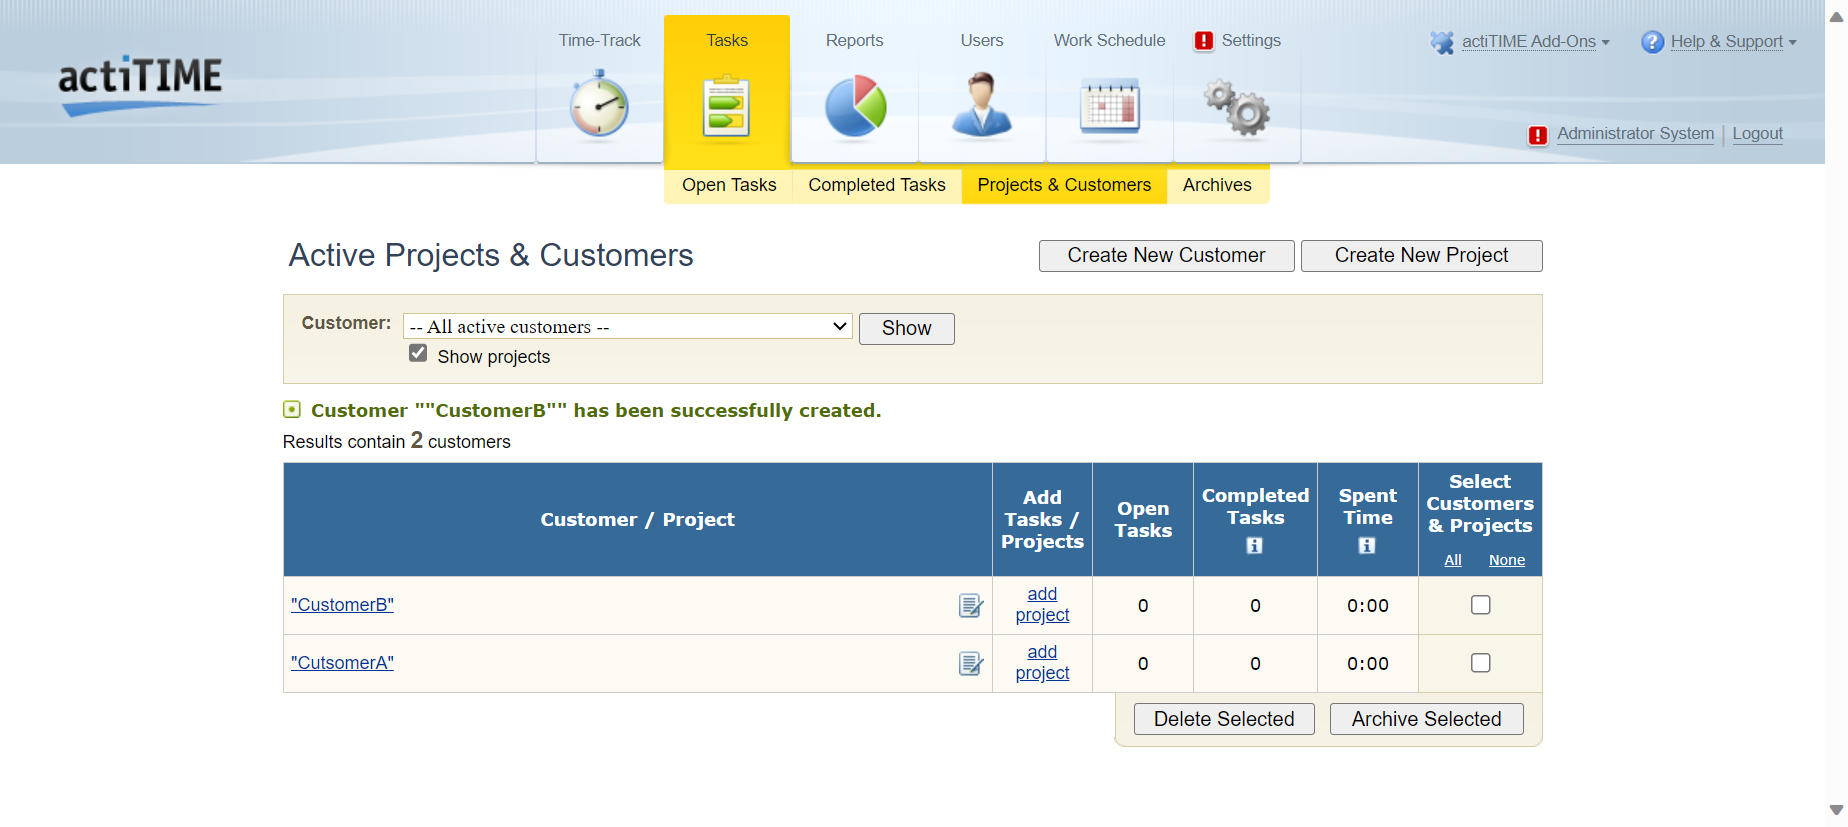 actiTIME
Time-Track
Tasks
Reports
Users
Work Schedule
Settings
actiTIME Add-Ons
Help & Support
Administrator System
Logout
Open Tasks
Completed Tasks
Projects & Customers
Archives
Active Projects & Customers
Create New Customer
Create New Project
Customer:
-- All active customers --
Show
Show projects
Customer ""CustomerB"" has been successfully created.
Results contain 2 customers
Customer / Project
Add
Tasks /
Projects
Open
Tasks
Completed
Tasks
Spent
Time
Select
Customers
& Projects
All
None
"CustomerB"
add
project
0
0
0:00
"CutsomerA"
add
project
0
0
0:00
Delete Selected
Archive Selected